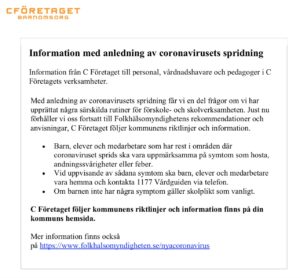 CFÖRETAGET
BARNOMSORG
Information med anledning av coronavirusets spridning
Information från C Företaget till personal, vårdnadshavare och pedagoger i C
Företagets verksamheter.
Med anledning av coronavirusets spridning får vi en del frågor om vi har
upprättat några särskilda rutiner för förskole- och skolverksamheter. Just nu
förhåller vi oss fortsatt till Folkhälsomyndighetens rekommendationer och
anvisningar, C Företaget följer kommunens riktlinjer och information.
• Barn, elever och medarbetare som har rest i områden där
coronaviruset sprids ska vara uppmärksamma på symtom som hosta,
andningssvårigheter eller feber.
• Vid uppvisande av sådana symtom ska barn, elever och medarbetare
vara hemma och kontakta 1177 Vårdguiden via telefon.
• Om barnen inte har några symptom gäller skolplikt som vanligt.
C Företaget följer kommunens riktlinjer och information finns på din
kommuns hemsida.
Mer information finns också
på https://www.folkhalsomyndigheten.se/nyacoronavirus